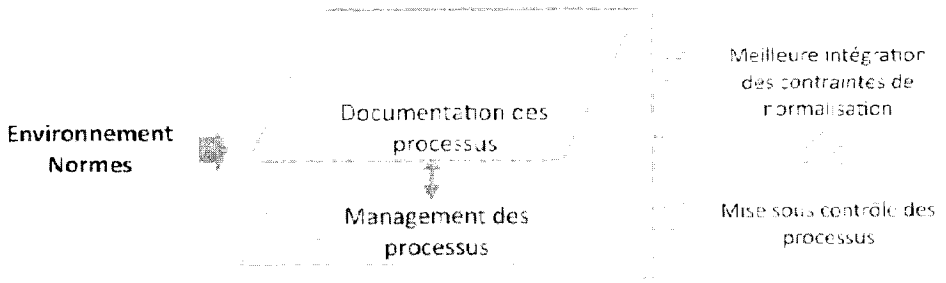 Environnement
Normes
Documentation des
processus
Management des
processus
Meilleure intégration
des contraintes de
normalisation
Mise sous contrôle des
processus